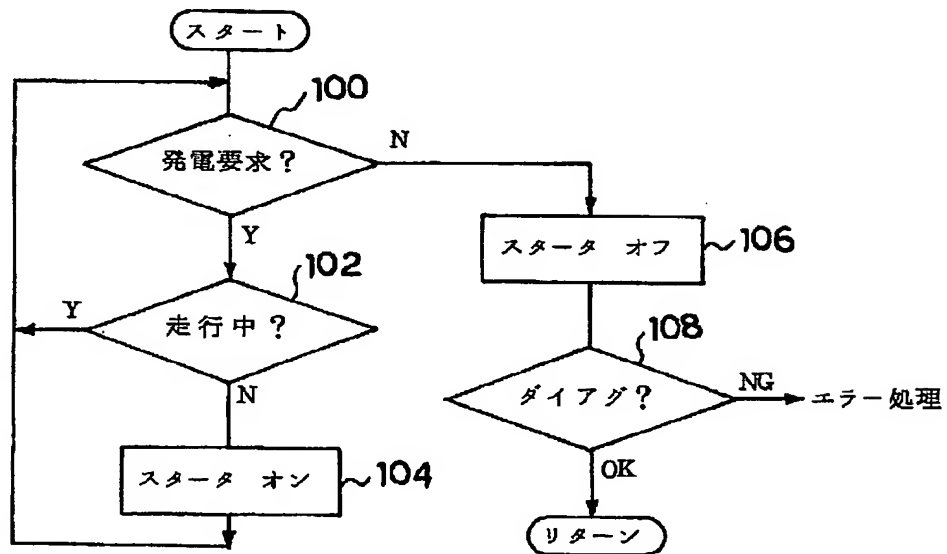 スタート
100
発電要求?
N
Y
スタータ オフ
106
102
Y
走行中?
108
N
ダイアグ?
NG
エラー処理
スタータ オン
104
OK
リターン